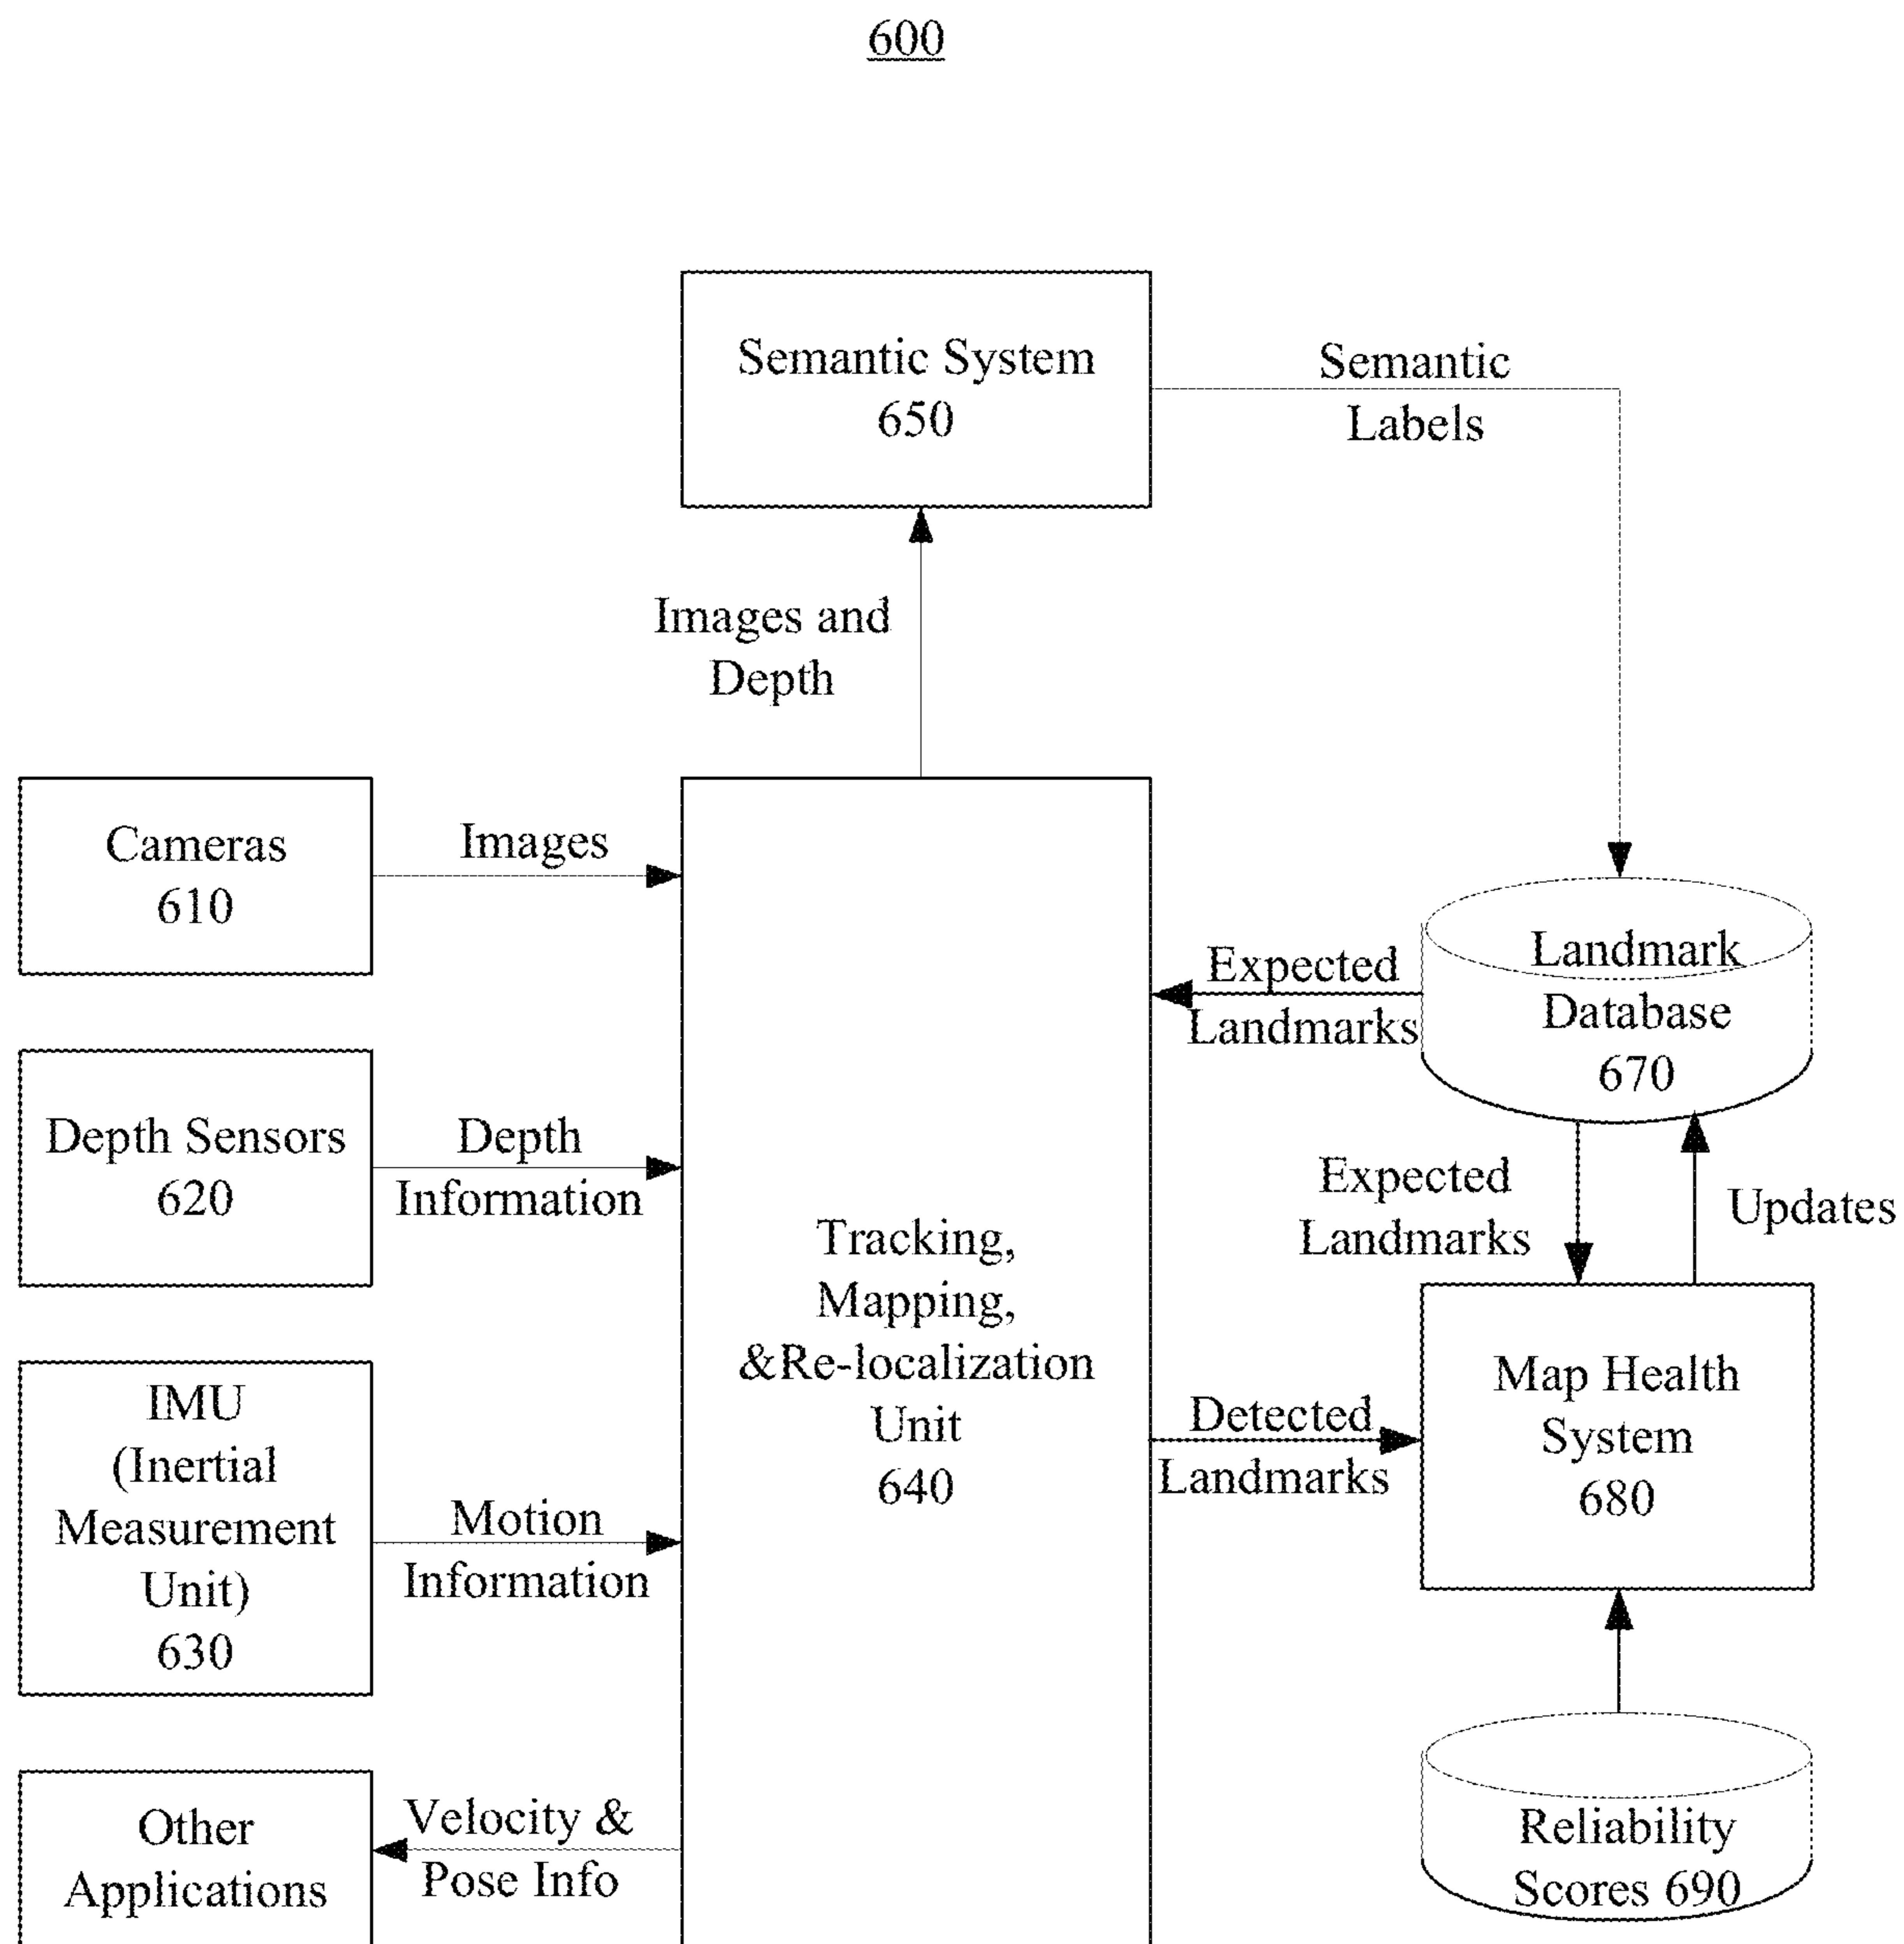 600
Semantic System
650
Semantic
Labels
Images and
Depth
Cameras
610
Images
Depth Sensors
620
Depth
Information
IMU
(Inertial
Measurement
Unit)
630
Motion
Information
Other
Applications
Velocity &
Pose Info
Tracking,
Mapping,
&Re-localization
Unit
640
Expected
Landmarks
Landmark
Database
670
Expected
Landmarks
Updates
Detected
Landmarks
Map Health
System
680
Reliability
Scores 690